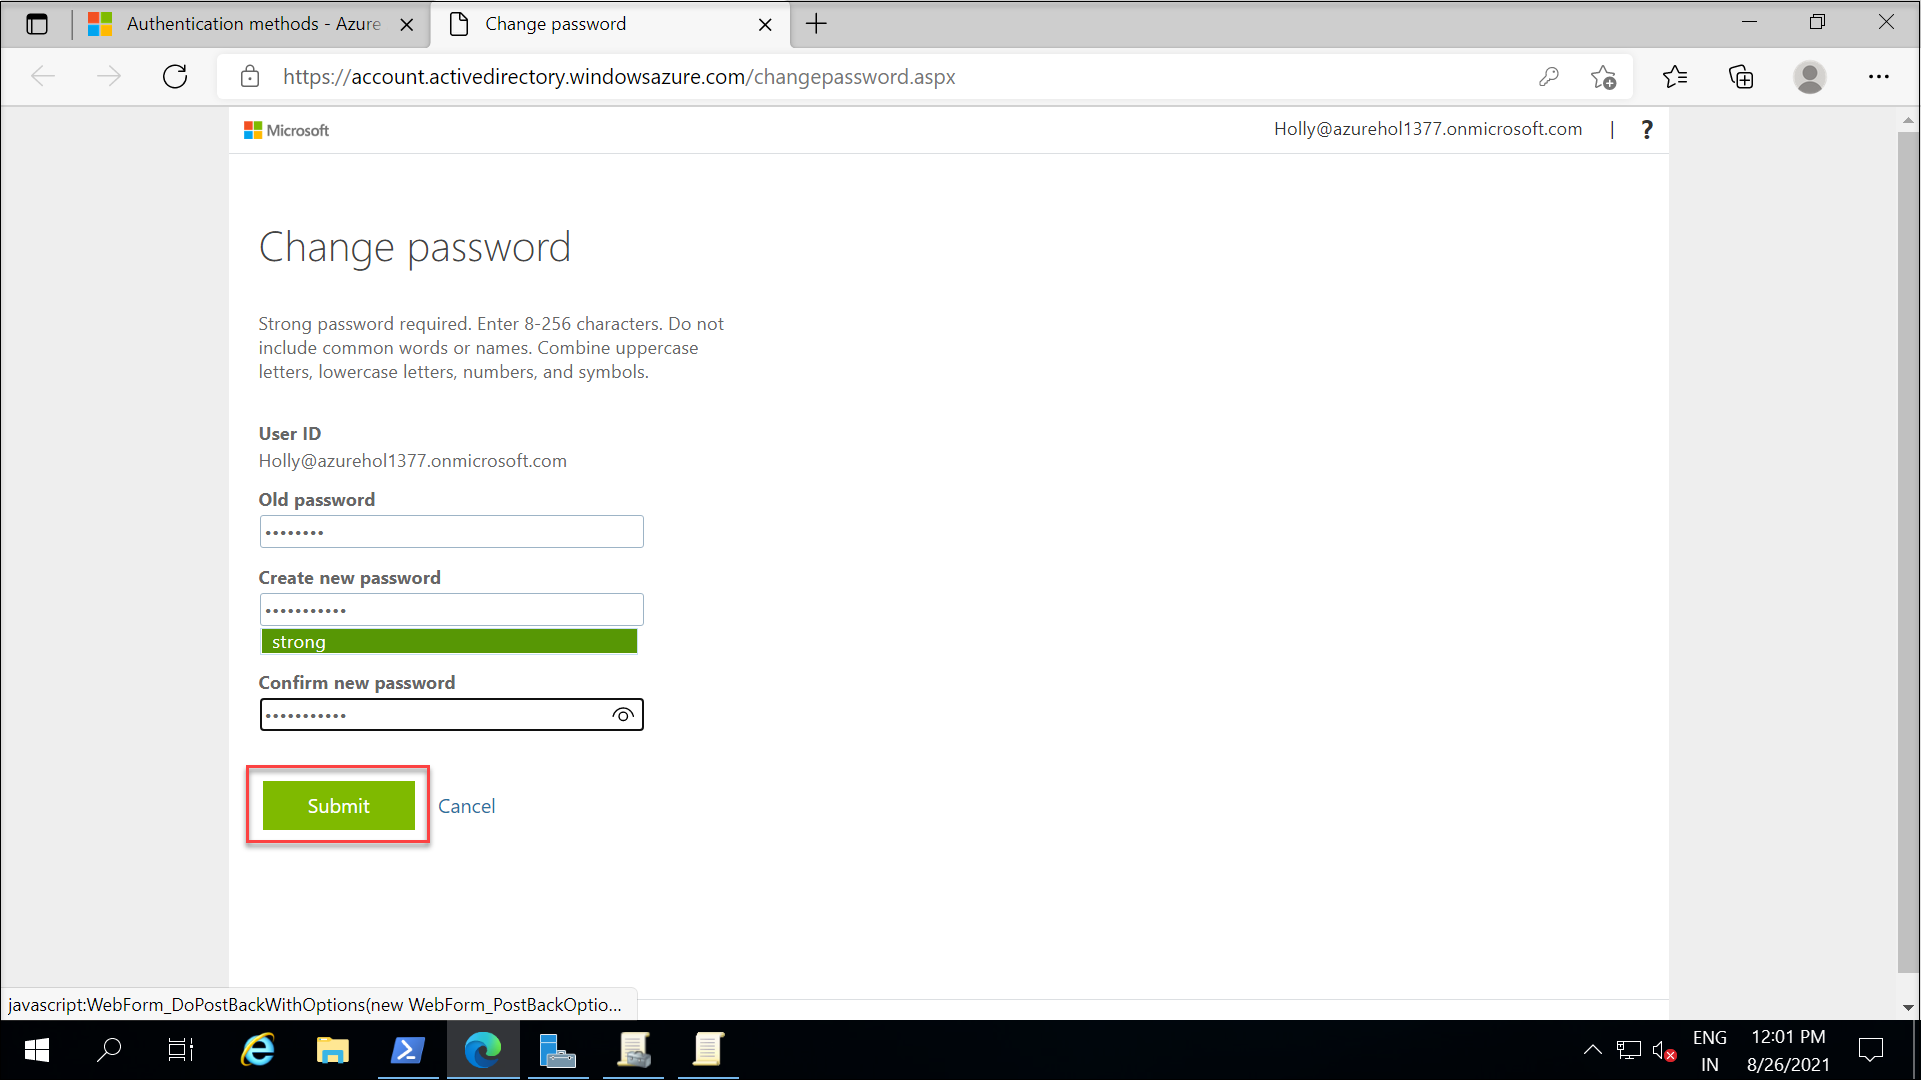 Authentication methods - Azure
Change password
https://account.activedirectory.windowsazure.com/changepassword.aspx
Microsoft
Holly@azurehol1377.onmicrosoft.com | ?
Change password
Strong password required. Enter 8-256 characters. Do not
include common words or names. Combine uppercase
letters, lowercase letters, numbers, and symbols.
User ID
Holly@azurehol1377.onmicrosoft.com
Old password
••••••••
Create new password
•••••••••••
strong
Confirm new password
•••••••••••
Submit
Cancel
javascript:WebForm_DoPostBackWithOptions(new WebForm_PostBackOptio...
ENG
IN
12:01 PM
8/26/2021